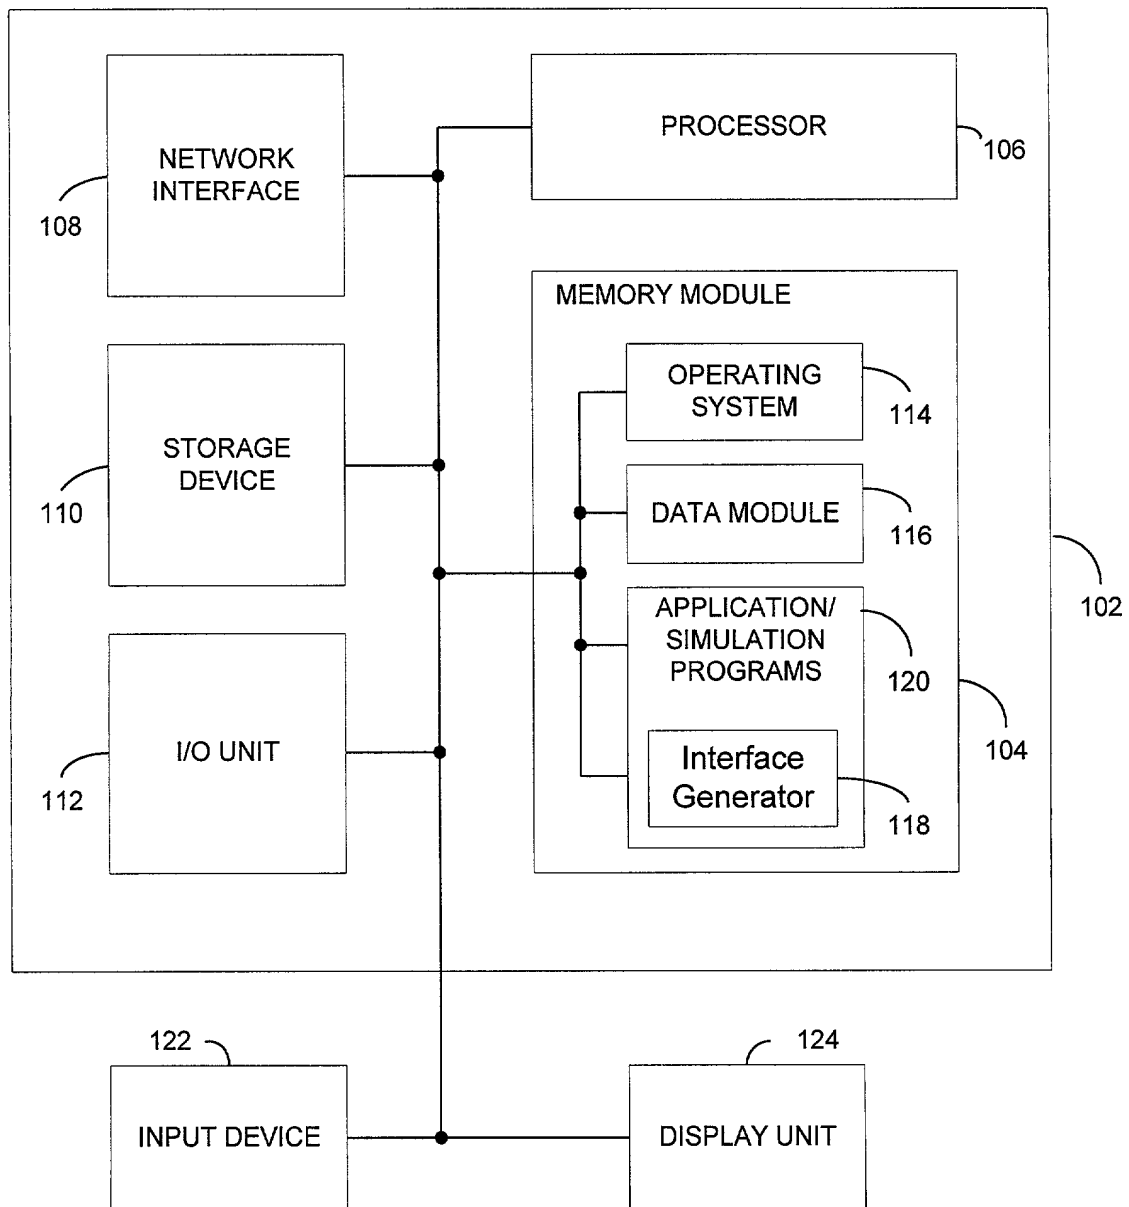 NETWORK
INTERFACE
108
PROCESSOR
106
MEMORY MODULE
OPERATING
SYSTEM
114
STORAGE
DEVICE
110
DATA MODULE
116
102
APPLICATION/
SIMULATION
PROGRAMS
120
104
I/O UNIT
112
Interface
Generator
118
122
INPUT DEVICE
124
DISPLAY UNIT